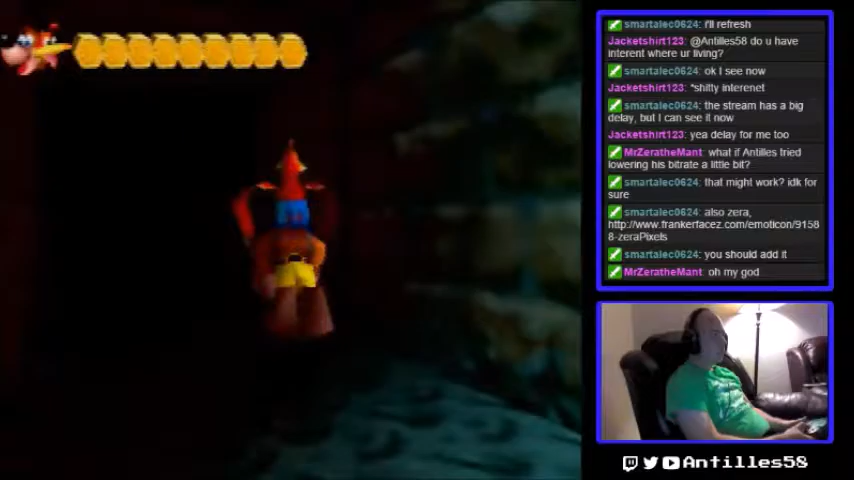 smartalec0624: i'll refresh
Jacketshirt123: @Antilles58 do u have
interent where ur living?
smartalec0624: ok I see now
Jacketshirt123: *shitty interenet
smartalec0624: the stream has a big
delay, but I can see it now
Jacketshirt123: yea delay for me too
MrZeratheMant: what if Antilles tried
lowering his bitrate a little bit?
smartalec0624: that might work? idk for
sure
smartalec0624: also zera,
http://www.frankerfacez.com/emoticon/9158
8-zeraPixels
smartalec0624: you should add it
MrZeratheMant: oh my god
Antilles58